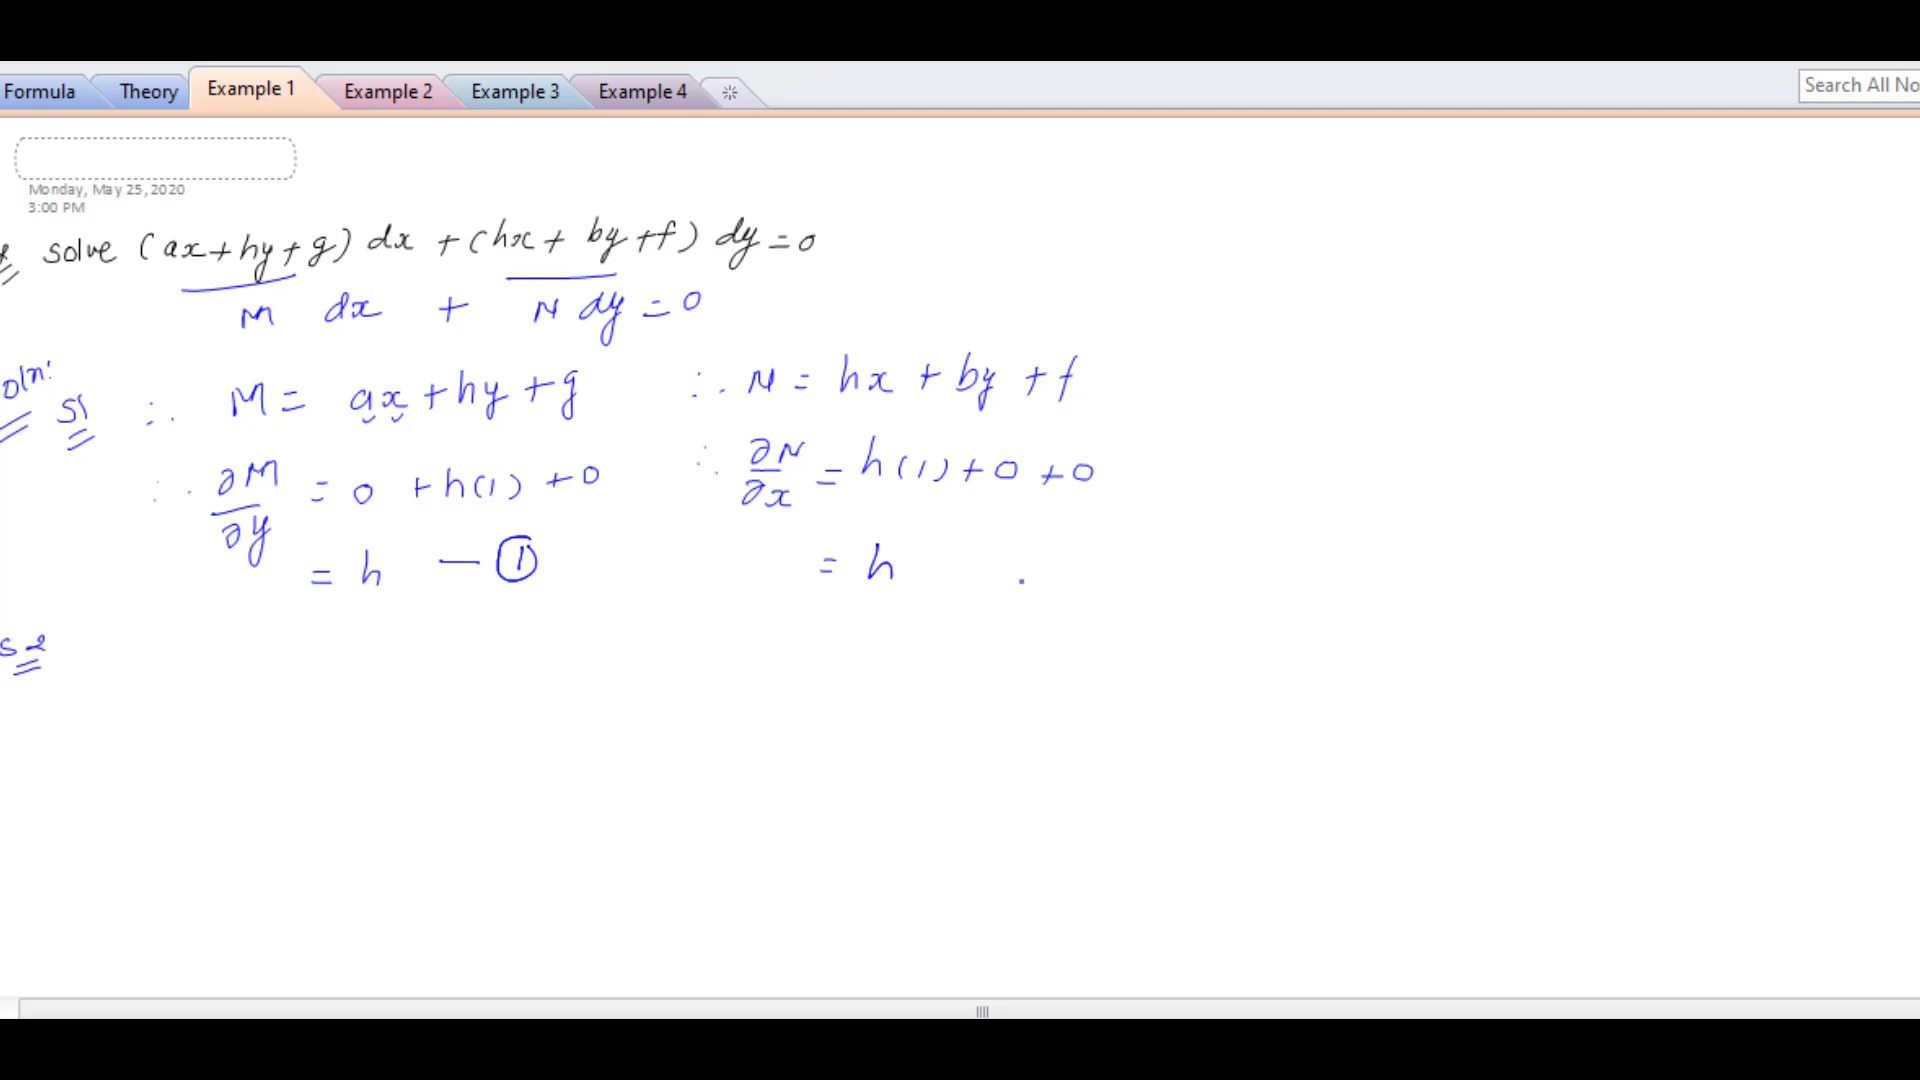 Formula Theory Example 1 Example 2 Example 3 Example 4
Search All No
Monday, May 25, 2020
3:00 PM
solve (ax+hy+g) dx + (hx + by +f) dy = 0
M dx + N dy = 0
oln:
S1 ∴ M = ax + hy + g ∴ N = hx + by + f
∴ ∂M/∂y = 0 + h(1) + 0 ∴ ∂N/∂x = h(1) + 0 + 0
= h — ① = h
S2